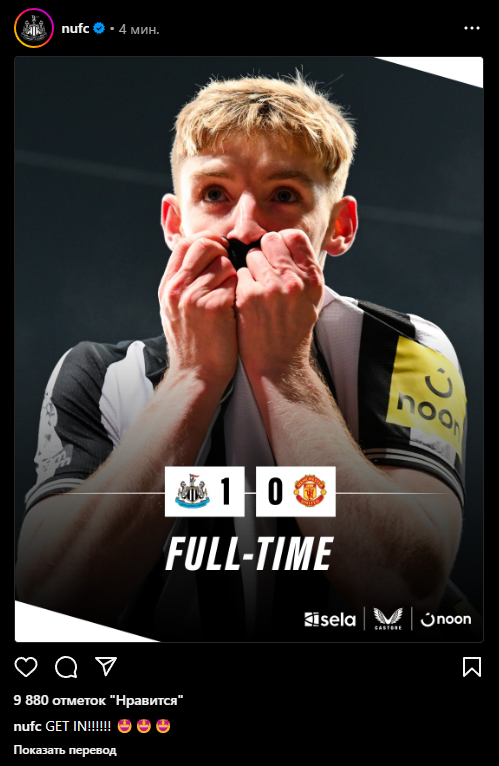 nufc • 4 мин.
noon
1 0
FULL-TIME
sela CASTORE noon
9 880 отметок "Нравится"
nufc GET IN!!!!!! 🤩🤩🤩
Показать перевод